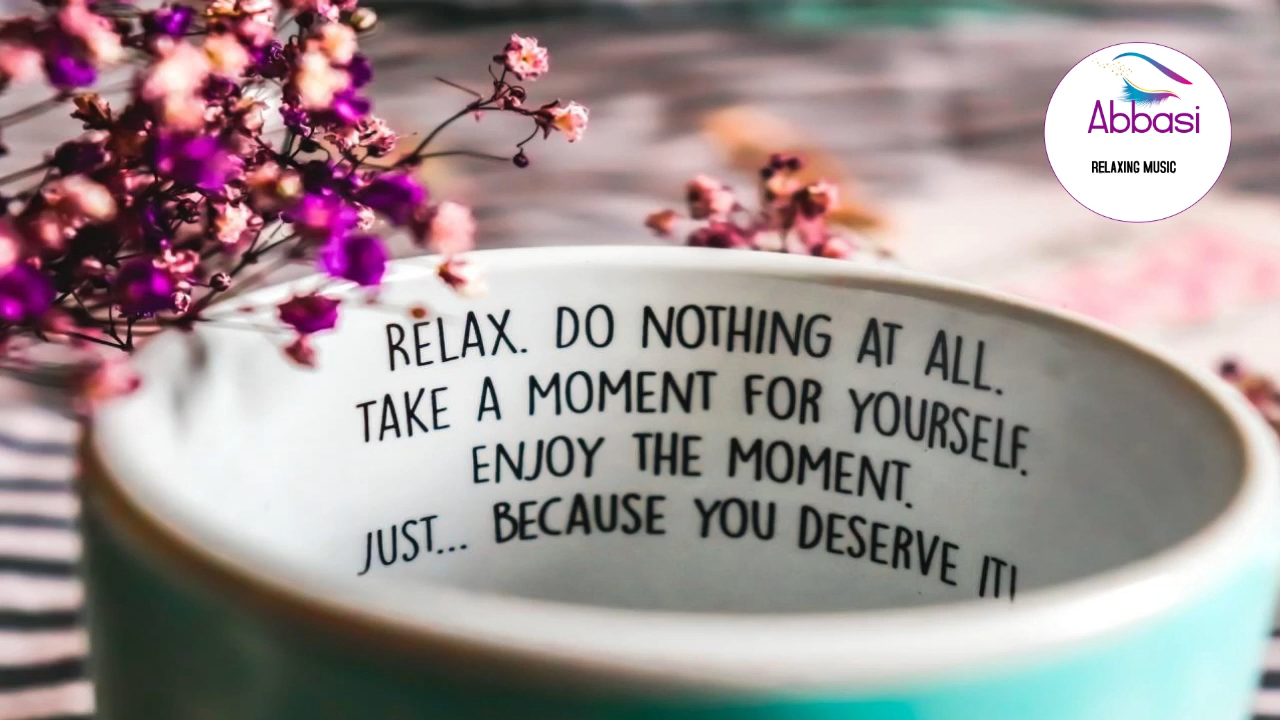 Abbasi
RELAXING MUSIC
RELAX. DO NOTHING AT ALL.
TAKE A MOMENT FOR YOURSELF.
ENJOY THE MOMENT.
JUST... BECAUSE YOU DESERVE IT!